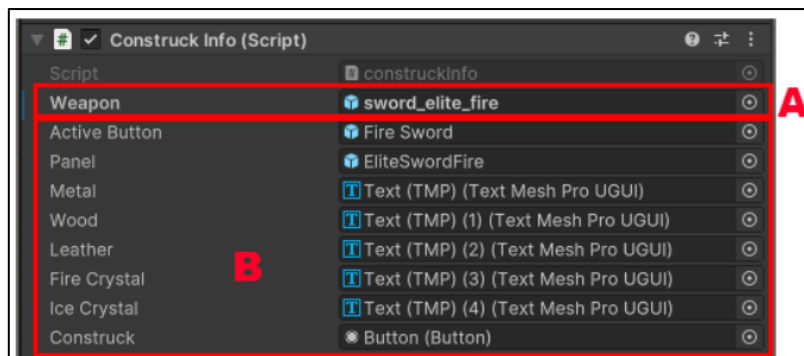 # Construck Info (Script)
Script # construckInfo
Weapon sword_elite_fire A
Active Button Fire Sword
Panel EliteSwordFire
Metal T Text (TMP) (Text Mesh Pro UGUI)
Wood T Text (TMP) (1) (Text Mesh Pro UGUI)
Leather T Text (TMP) (2) (Text Mesh Pro UGUI)
Fire Crystal B T Text (TMP) (3) (Text Mesh Pro UGUI)
Ice Crystal T Text (TMP) (4) (Text Mesh Pro UGUI)
Construck Button (Button)